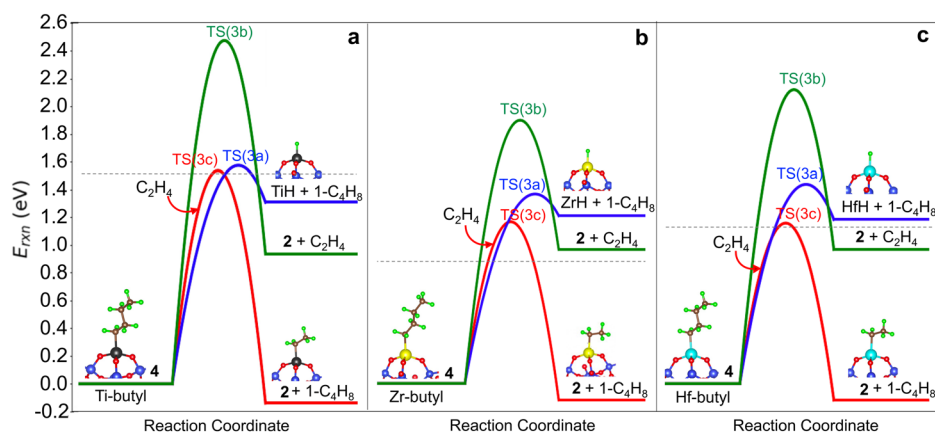 E_rxn (eV)
2.6
2.4
2.2
2.0
1.8
1.6
1.4
1.2
1.0
0.8
0.6
0.4
0.2
0.0
-0.2
a
TS(3b)
TS(3c)
TS(3a)
C₂H₄
TiH + 1-C₄H₈
2 + C₂H₄
4
Ti-butyl
2 + 1-C₄H₈
Reaction Coordinate
b
TS(3b)
TS(3a)
TS(3c)
C₂H₄
ZrH + 1-C₄H₈
2 + C₂H₄
4
Zr-butyl
2 + 1-C₄H₈
Reaction Coordinate
c
TS(3b)
TS(3a)
TS(3c)
C₂H₄
HfH + 1-C₄H₈
2 + C₂H₄
4
Hf-butyl
2 + 1-C₄H₈
Reaction Coordinate